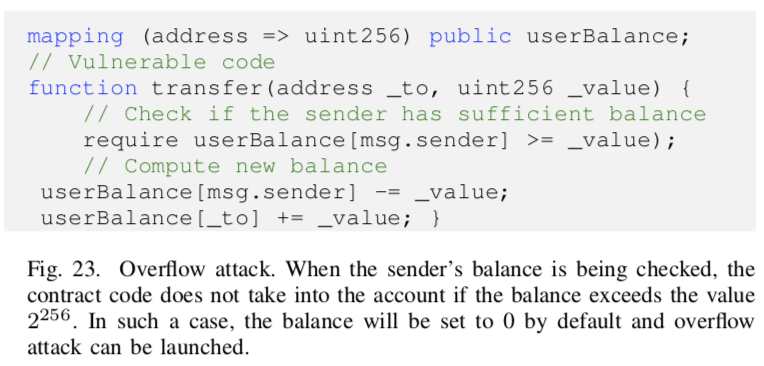 mapping (address => uint256) public userBalance;
// Vulnerable code
function transfer(address _to, uint256 _value) {
// Check if the sender has sufficient balance
require userBalance[msg.sender] >= _value);
// Compute new balance
userBalance[msg.sender] -= _value;
userBalance[_to] += _value; }
Fig. 23. Overflow attack. When the sender's balance is being checked, the
contract code does not take into the account if the balance exceeds the value
2^256. In such a case, the balance will be set to 0 by default and overflow
attack can be launched.